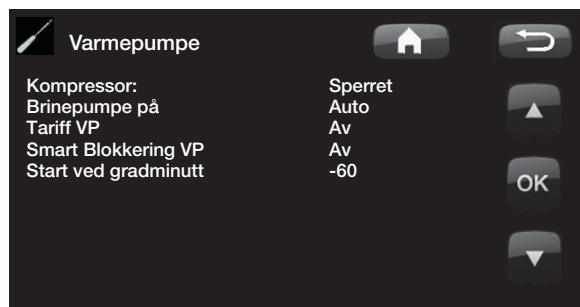 Varmepumpe
Kompressor: Sperret
Brinepumpe på Auto
Tariff VP Av
Smart Blokkering VP Av
Start ved gradminutt -60
OK